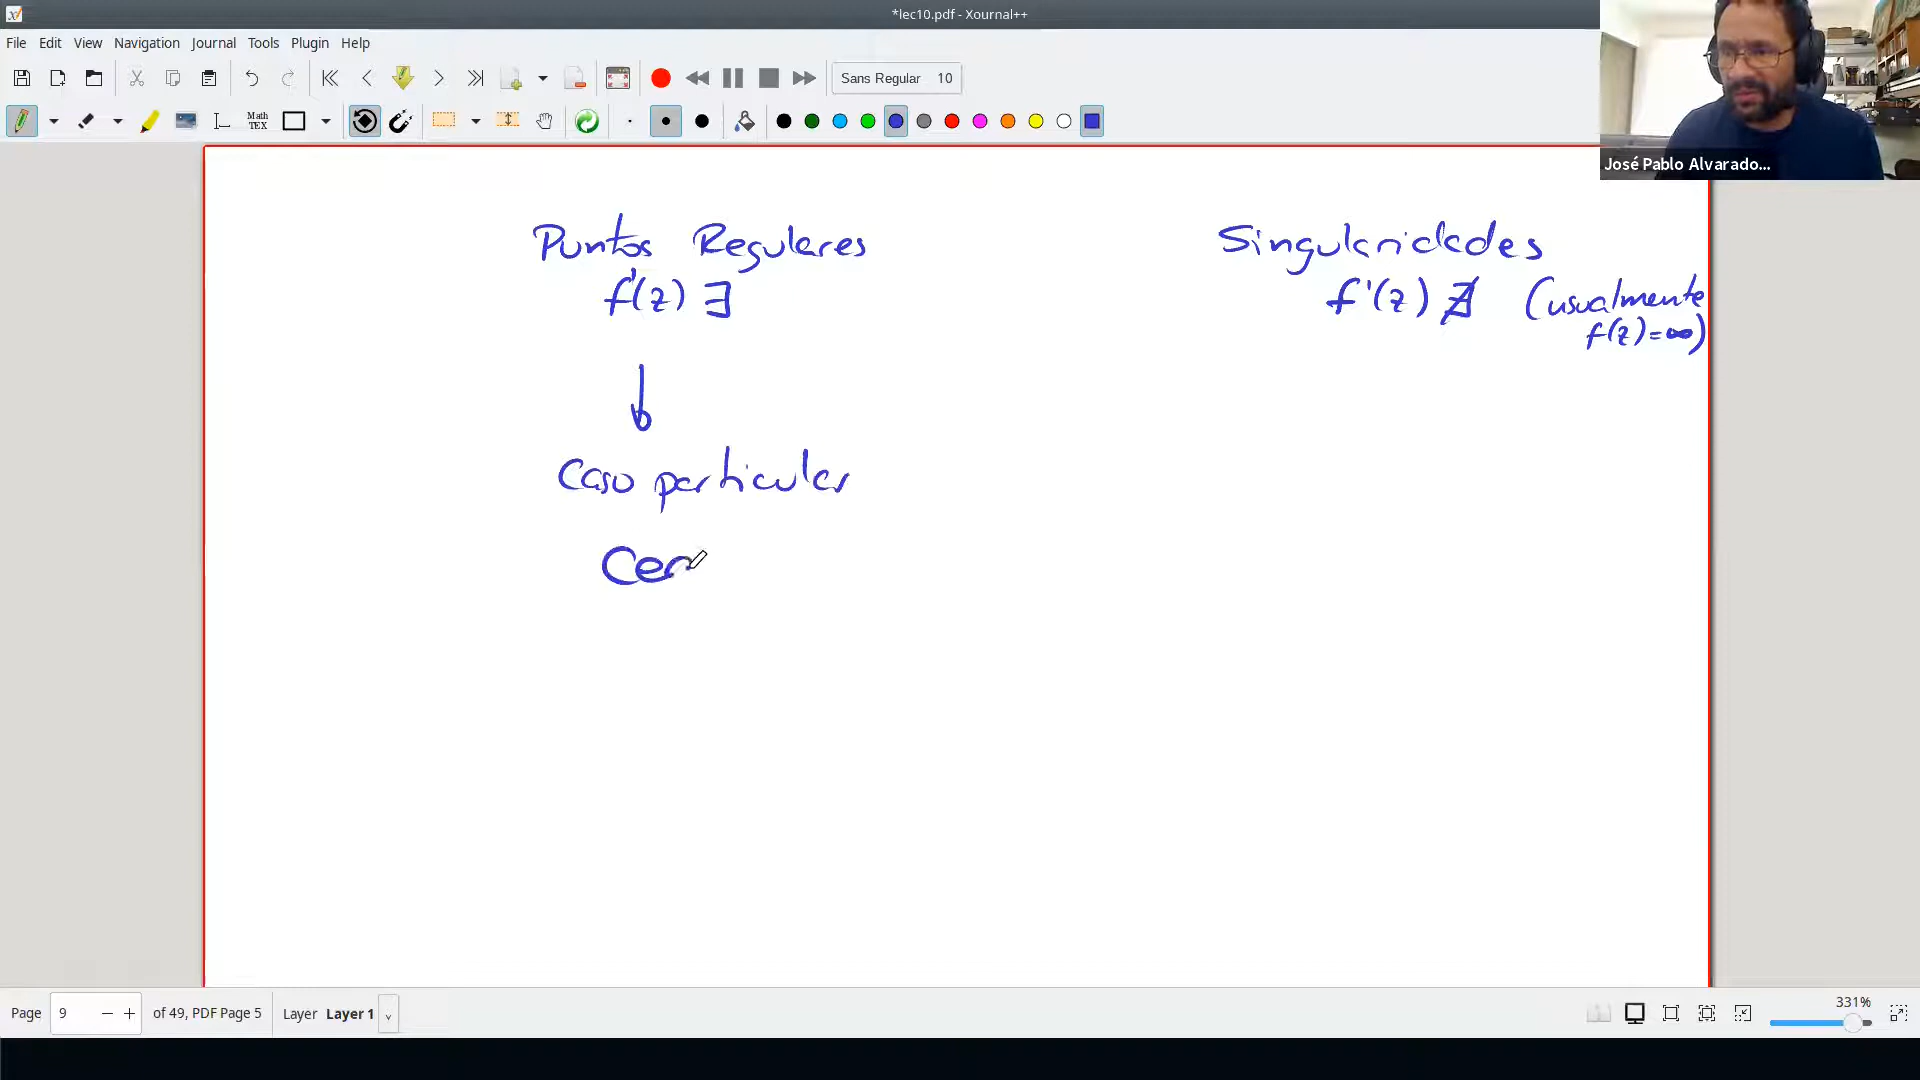 *lec10.pdf - Xournal++
File Edit View Navigation Journal Tools Plugin Help
Sans Regular 10
Math
TEX
José Pablo Alvarado...
Puntos Regulares
f'(z) ∃
Singularidades
f'(z) ∄ (usualmente
f(z)=∞)
Caso particular
Cer
Page 9 of 49, PDF Page 5 Layer Layer 1
331%